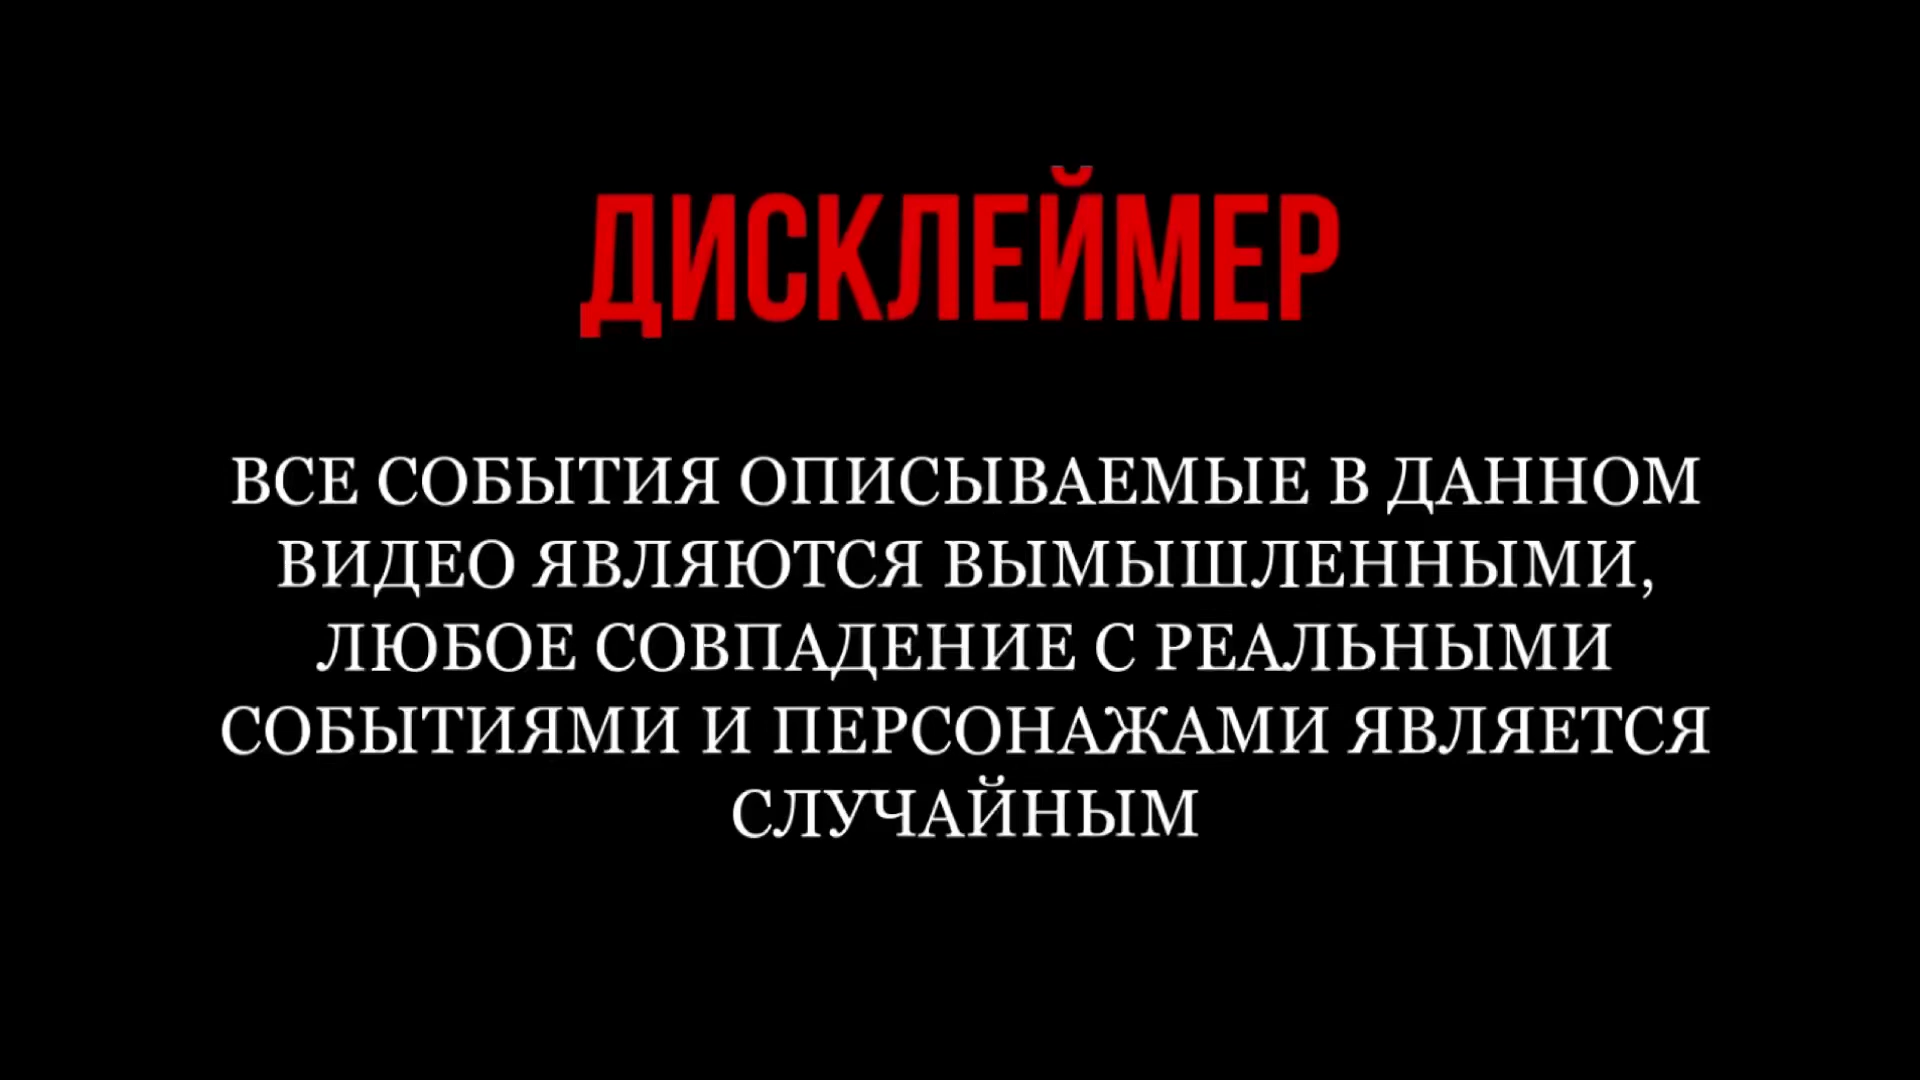 ДИСКЛЕЙМЕР
ВСЕ СОБЫТИЯ ОПИСЫВАЕМЫЕ В ДАННОМ
ВИДЕО ЯВЛЯЮТСЯ ВЫМЫШЛЕННЫМИ,
ЛЮБОЕ СОВПАДЕНИЕ С РЕАЛЬНЫМИ
СОБЫТИЯМИ И ПЕРСОНАЖАМИ ЯВЛЯЕТСЯ
СЛУЧАЙНЫМ